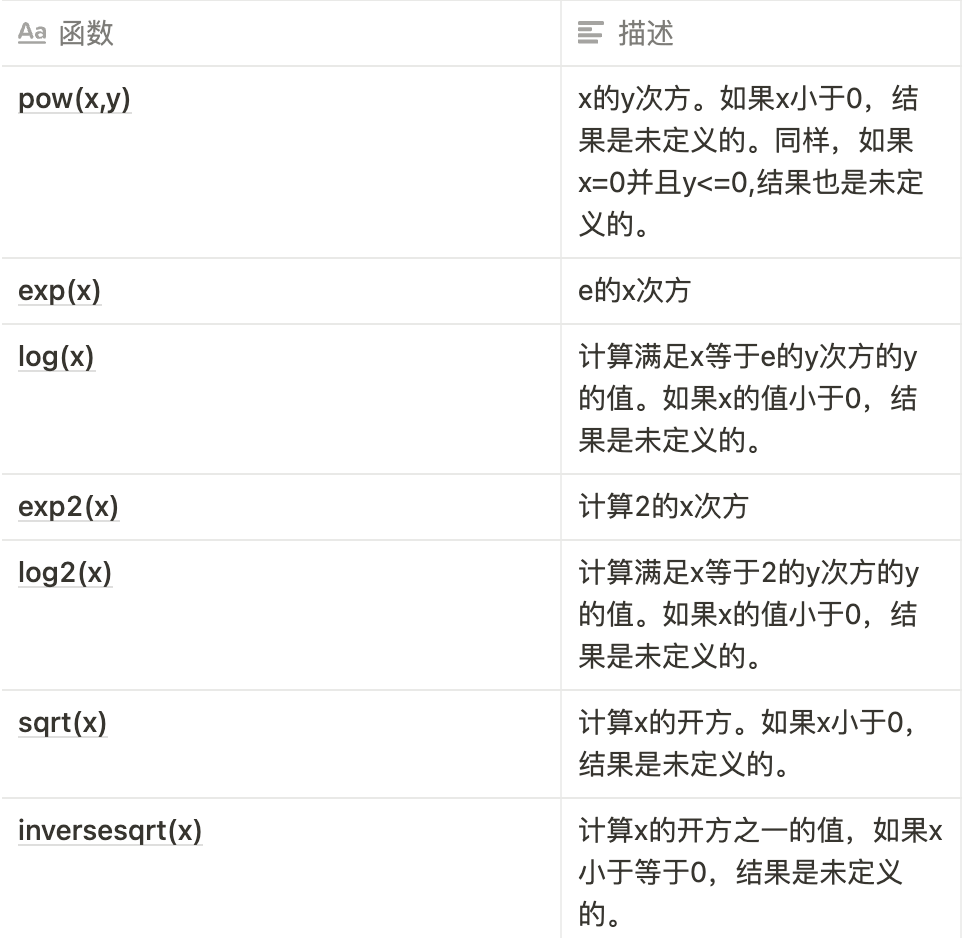 Aa 函数
描述
pow(x,y)
x的y次方。如果x小于0，结
果是未定义的。同样，如果
x=0并且y<=0,结果也是未定
义的。
exp(x)
e的x次方
log(x)
计算满足x等于e的y次方的y
的值。如果x的值小于0，结
果是未定义的。
exp2(x)
计算2的x次方
log2(x)
计算满足x等于2的y次方的y
的值。如果x的值小于0，结
果是未定义的。
sqrt(x)
计算x的开方。如果x小于0，
结果是未定义的。
inversesqrt(x)
计算x的开方之一的值，如果x
小于等于0，结果是未定义
的。